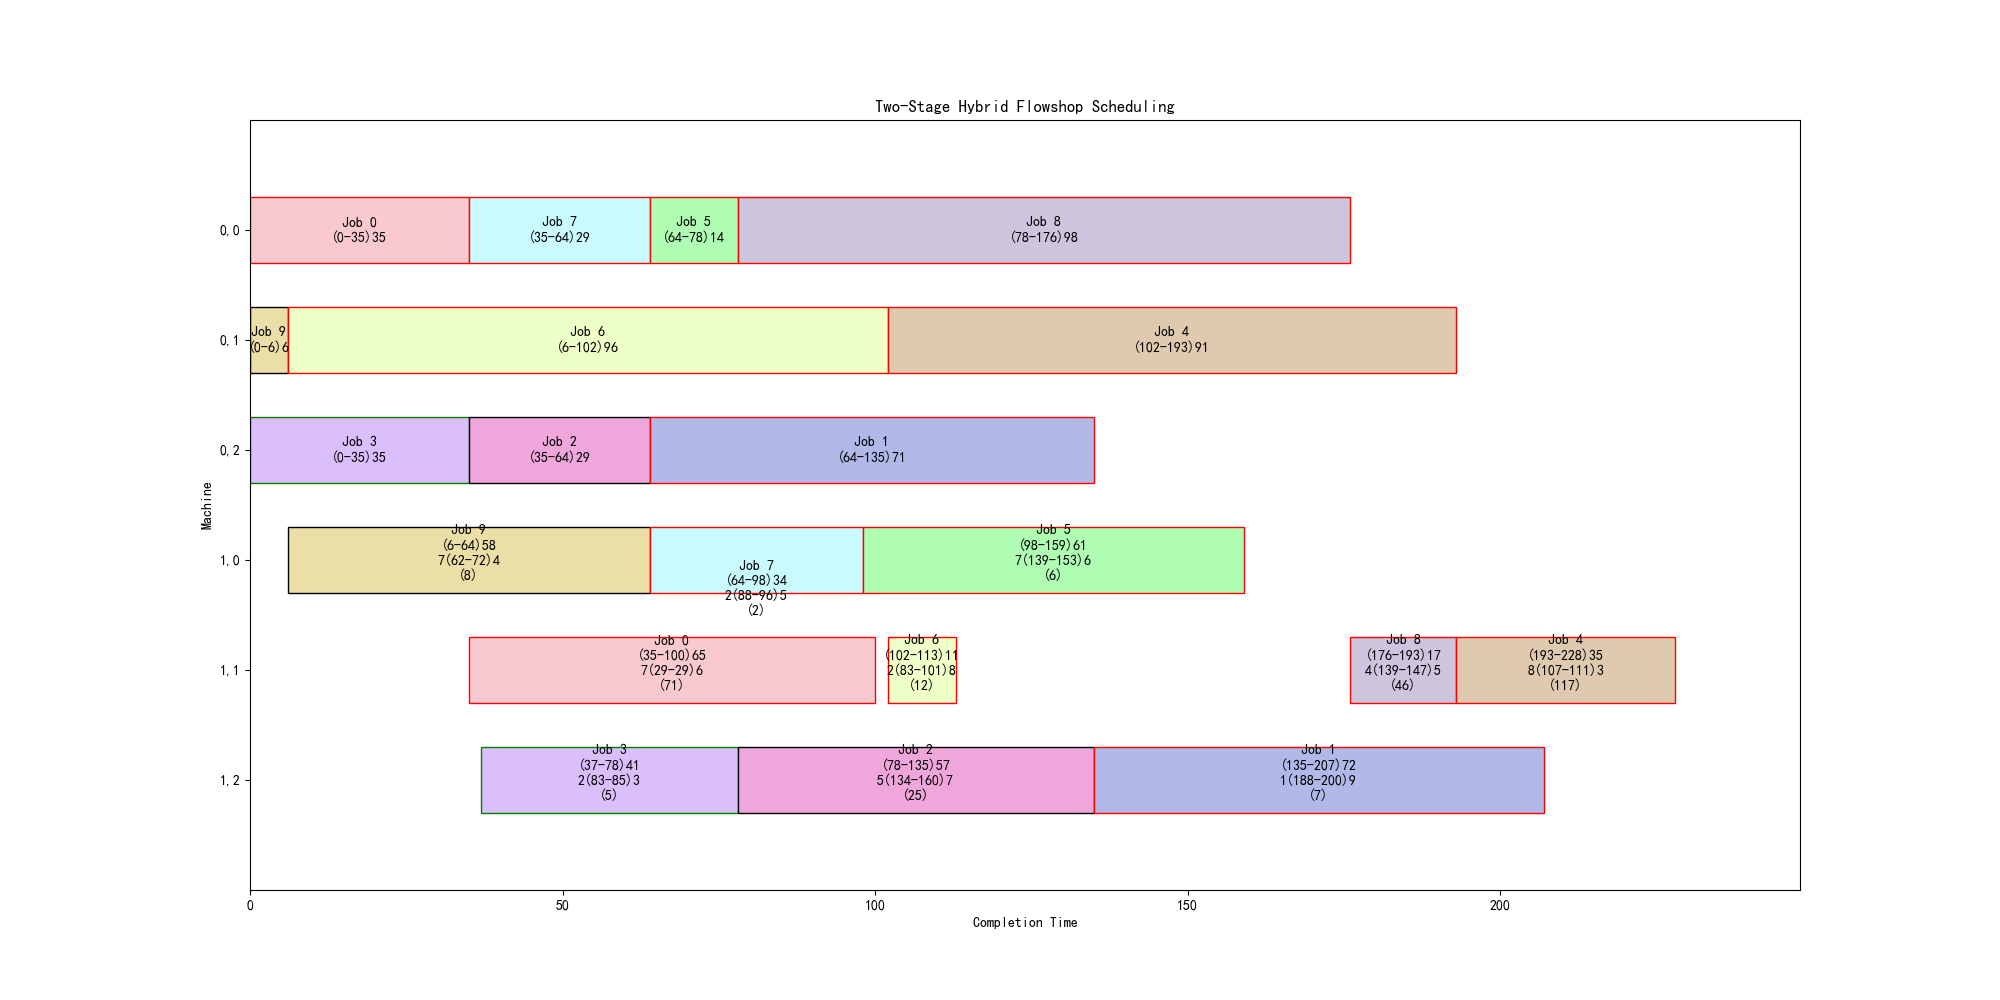 Two-Stage Hybrid Flowshop Scheduling
Machine
0,0
Job 0
(0-35)35
Job 7
(35-64)29
Job 5
(64-78)14
Job 8
(78-176)98
0,1
Job 9
(0-6)6
Job 6
(6-102)96
Job 4
(102-193)91
0,2
Job 3
(0-35)35
Job 2
(35-64)29
Job 1
(64-135)71
1,0
Job 9
(6-64)58
7(62-72)4
(8)
Job 7
(64-98)34
2(88-96)5
(2)
Job 5
(98-159)61
7(139-153)6
(6)
1,1
Job 0
(35-100)65
7(29-29)6
(71)
Job 6
(102-113)11
2(83-101)8
(12)
Job 8
(176-193)17
4(139-147)5
(46)
Job 4
(193-228)35
8(107-111)3
(117)
1,2
Job 3
(37-78)41
2(83-85)3
(5)
Job 2
(78-135)57
5(134-160)7
(25)
Job 1
(135-207)72
1(188-200)9
(7)
0
50
100
150
200
Completion Time